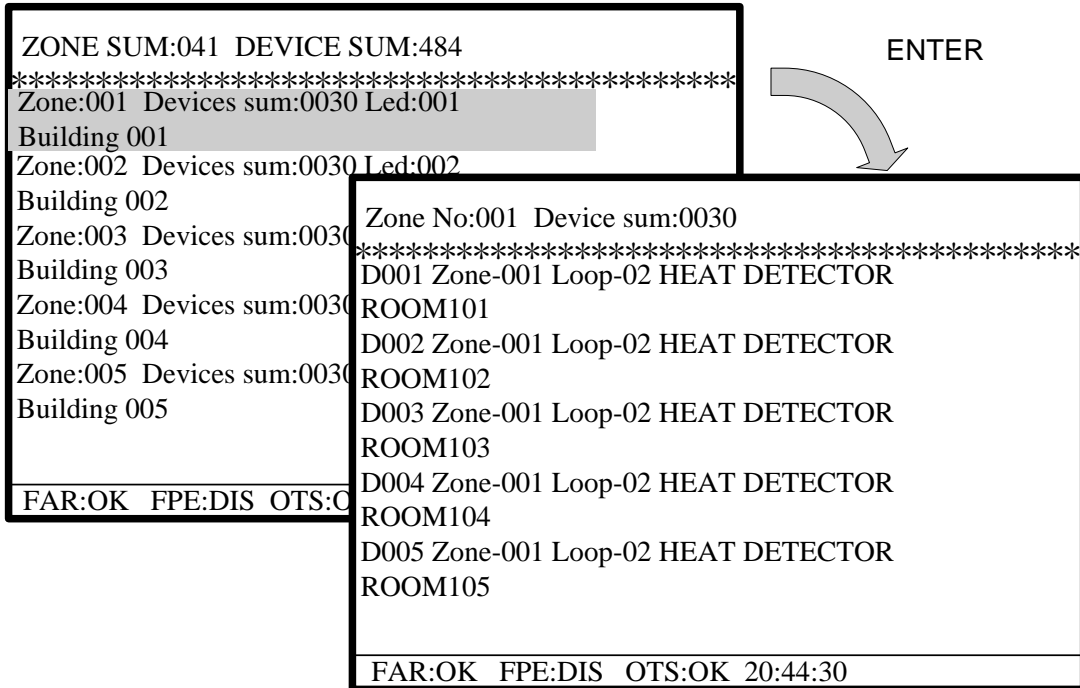 ZONE SUM:041 DEVICE SUM:484
*******************************************
Zone:001 Devices sum:0030 Led:001
Building 001
Zone:002 Devices sum:0030 Led:002
Building 002
Zone:003 Devices sum:0030
Building 003
Zone:004 Devices sum:0030
Building 004
Zone:005 Devices sum:0030
Building 005
FAR:OK FPE:DIS OTS:O
ENTER
Zone No:001 Device sum:0030
*******************************************
D001 Zone-001 Loop-02 HEAT DETECTOR
ROOM101
D002 Zone-001 Loop-02 HEAT DETECTOR
ROOM102
D003 Zone-001 Loop-02 HEAT DETECTOR
ROOM103
D004 Zone-001 Loop-02 HEAT DETECTOR
ROOM104
D005 Zone-001 Loop-02 HEAT DETECTOR
ROOM105
FAR:OK FPE:DIS OTS:OK 20:44:30